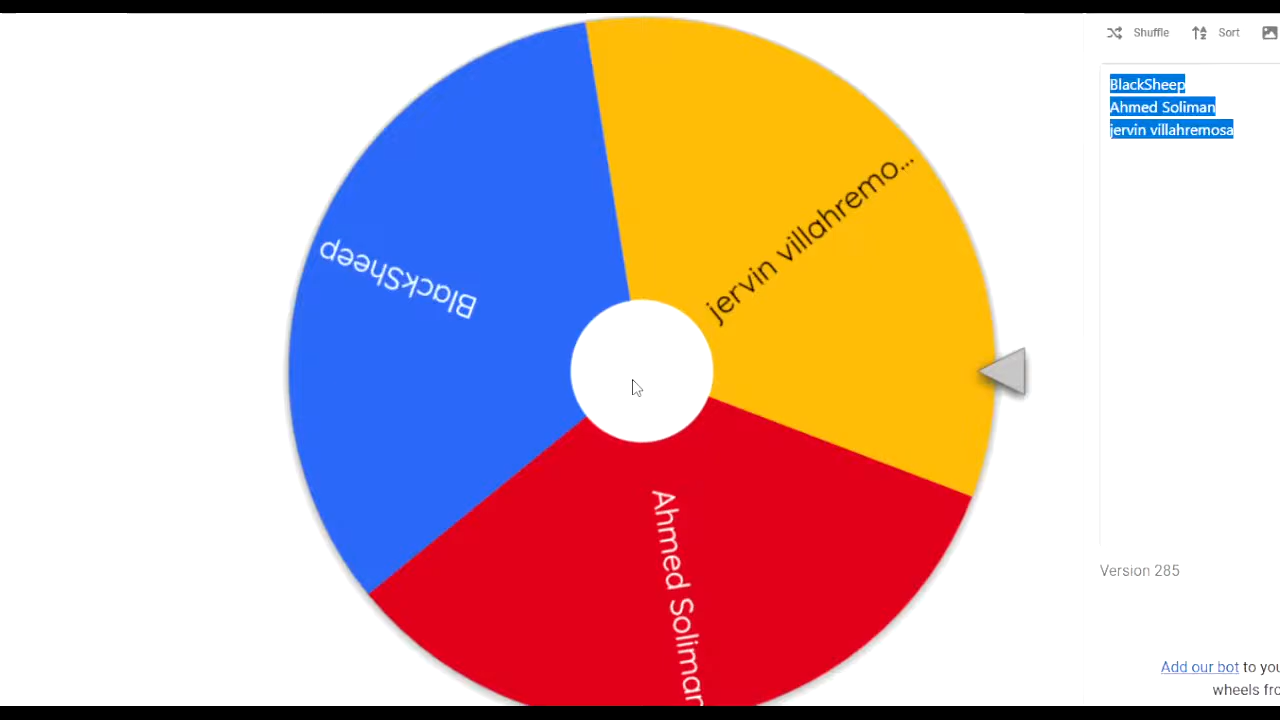 Shuffle
Sort
BlackSheep
Ahmed Soliman
jervin villahremosa
jervin villahremo...
BlackSheep
Ahmed Soliman
Version 285
Add our bot to you
wheels fro